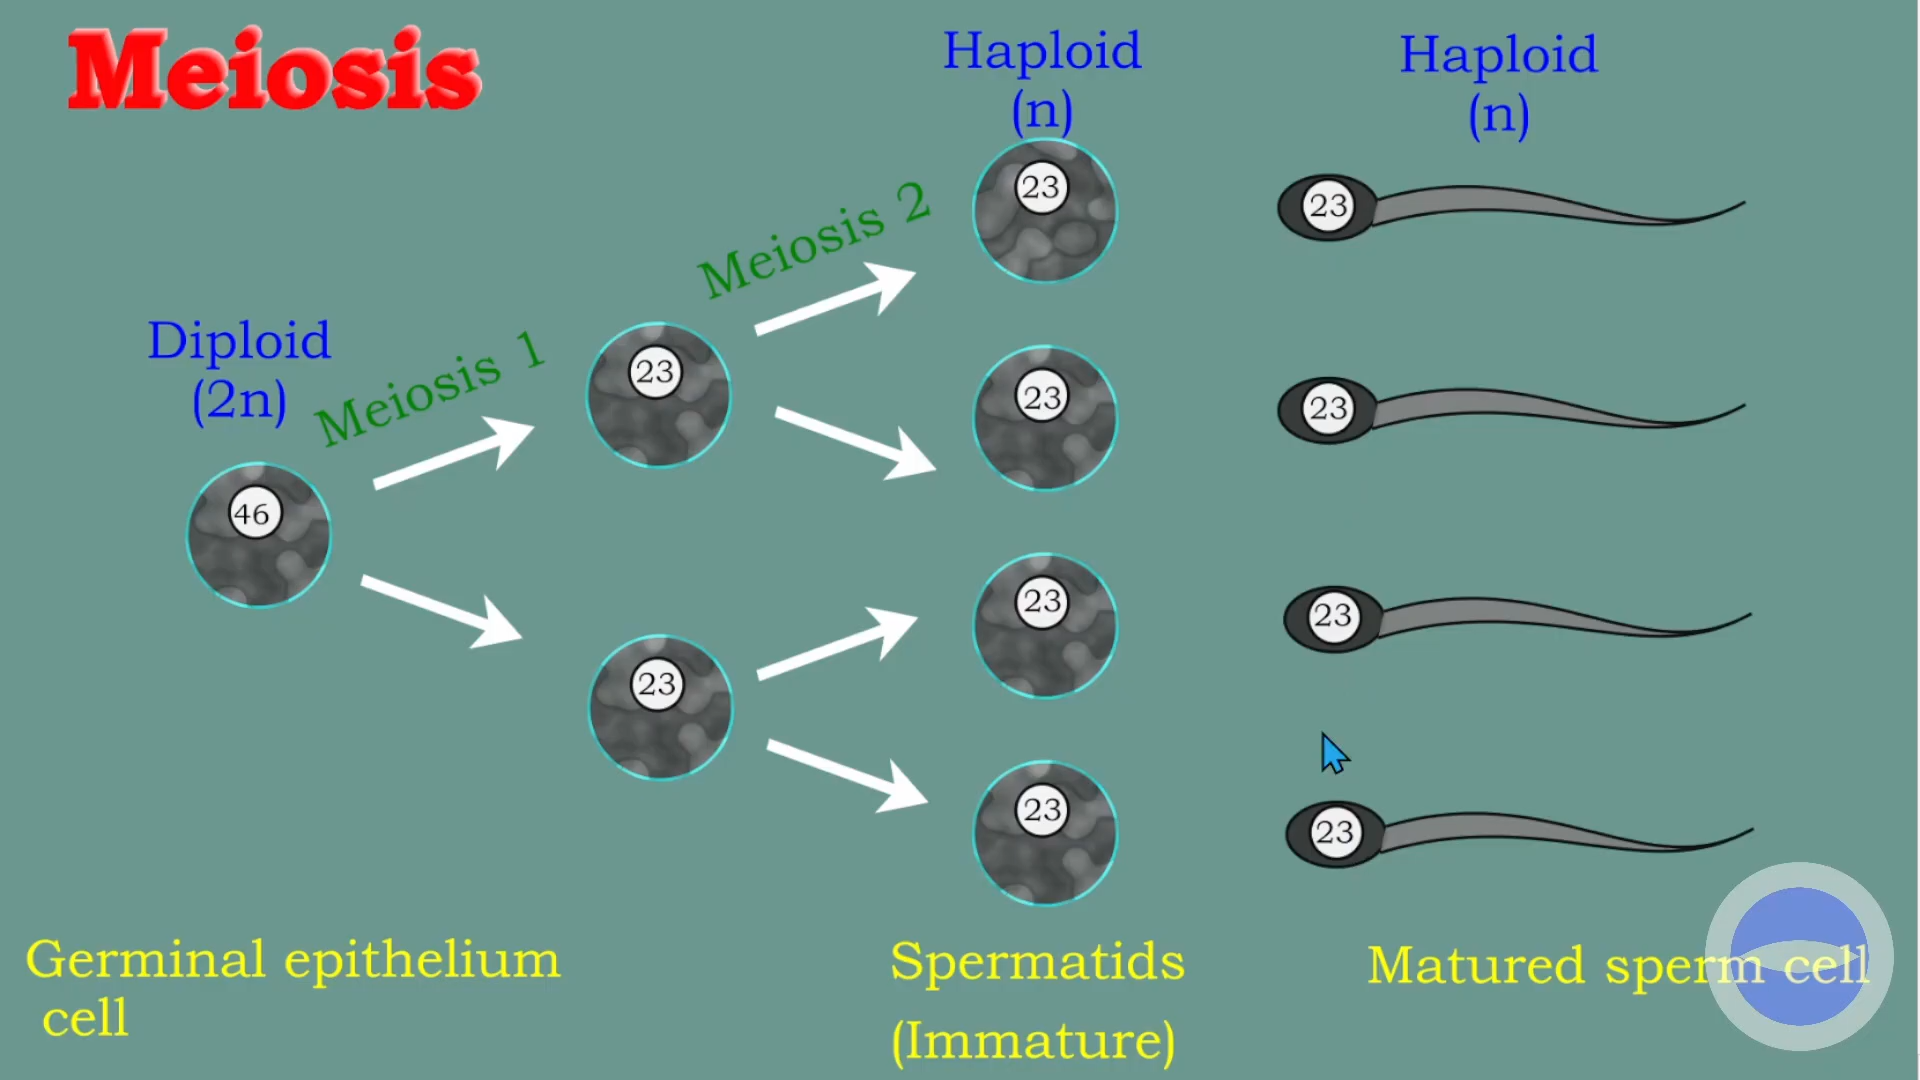 Meiosis
Haploid
(n)
Haploid
(n)
Diploid
(2n)
Meiosis 1
Meiosis 2
46
23
23
23
23
23
23
23
23
23
23
Germinal epithelium
cell
Spermatids
(Immature)
Matured sperm cell